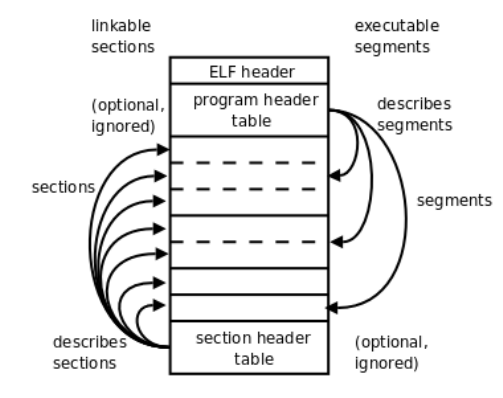 linkable
sections
executable
segments
ELF header
program header
table
(optional,
ignored)
describes
segments
sections
segments
describes
sections
section header
table
(optional,
ignored)